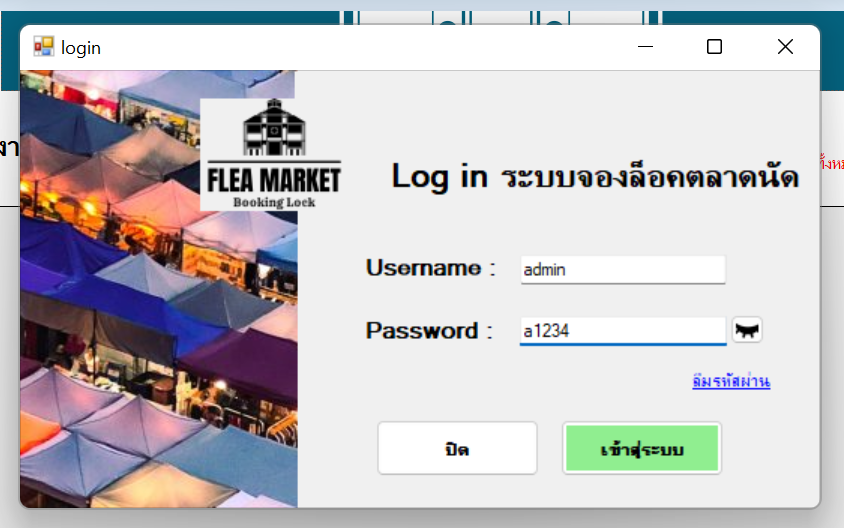 login
FLEA MARKET
Booking Lock
Log in ระบบจองล็อคตลาดนัด
Username :
admin
Password :
a1234
ลืมรหัสผ่าน
ปิด
เข้าสู่ระบบ